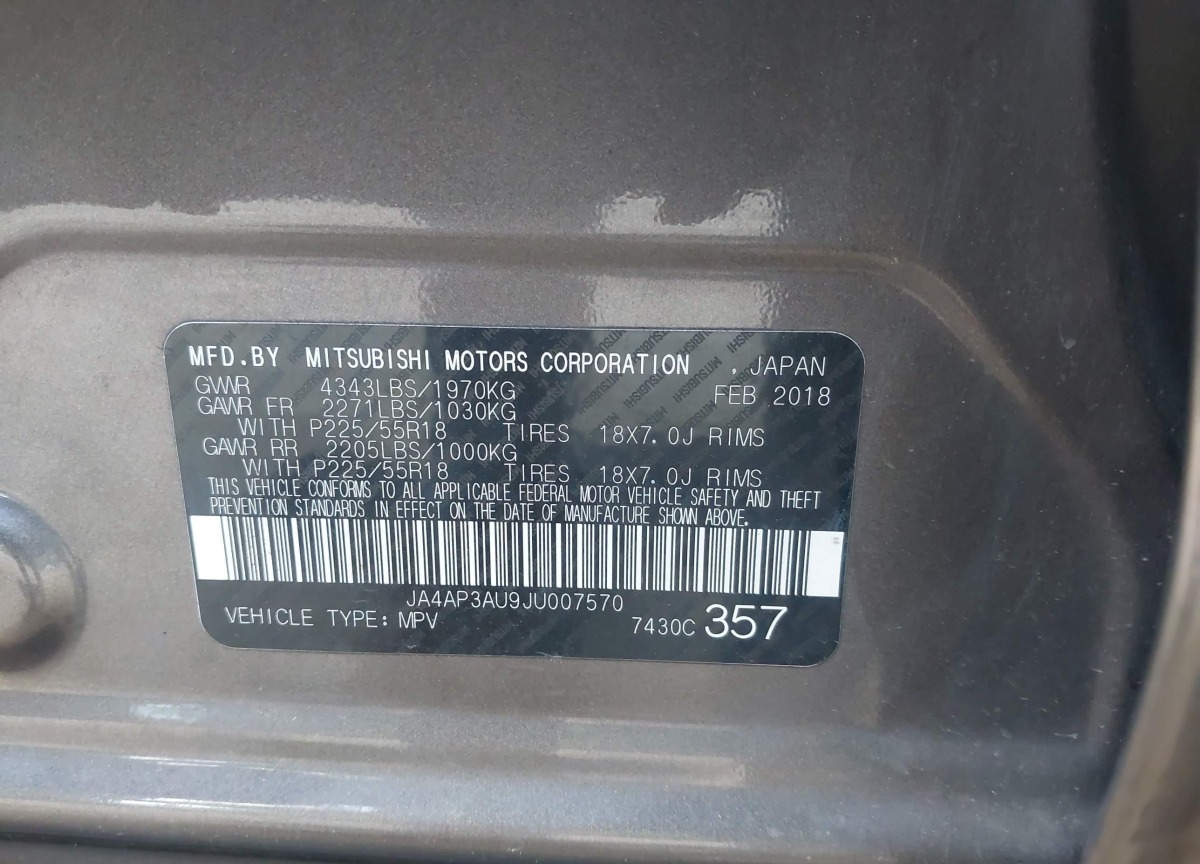 MFD.BY MITSUBISHI MOTORS CORPORATION , JAPAN
GWWR 4343LBS/1970KG FEB ,2018
GAWR FR 2271LBS/1030KG
WITH P225/55R18 TIRES 18X7.0J RIMS
GAWR RR 2205LBS/1000KG
WITH P225/55R18 TIRES 18X7.0J RIMS
THIS VEHICLE CONFORMS TO ALL APPLICABLE FEDERAL MOTOR VEHICLE SAFETY AND THEFT
PREVENTION STANDARDS IN EFFECT ON THE DATE OF MANUFACTURE SHOWN ABOVE.
JA4AP3AU9JU007570
VEHICLE TYPE: MPV 7430C 357